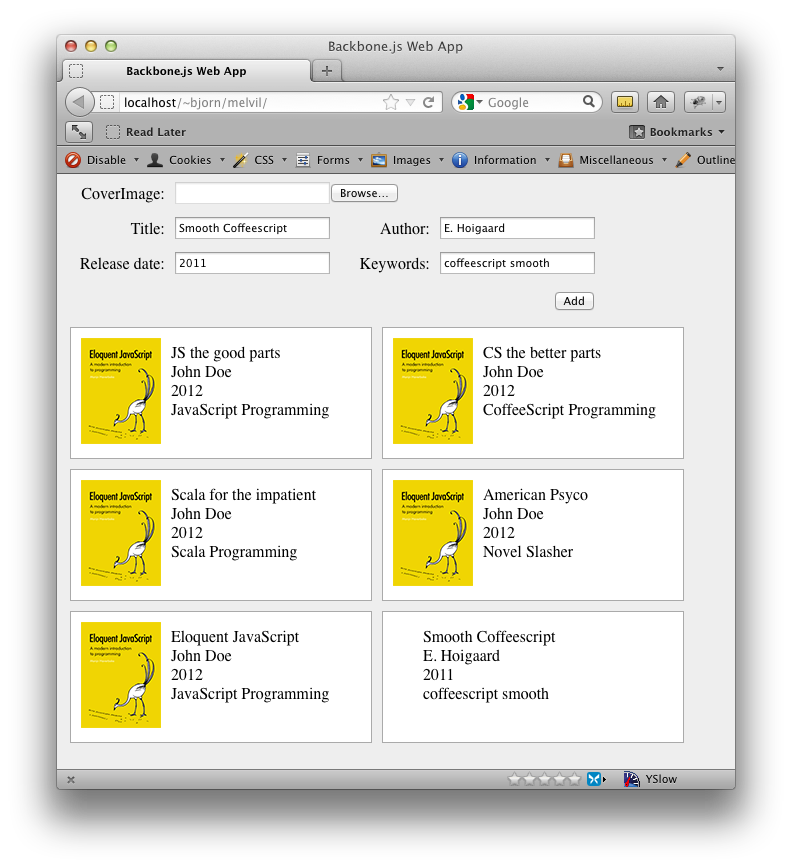 Backbone.js Web App
Backbone.js Web App
localhost/~bjorn/melvil/
Google
Read Later
Bookmarks
Disable Cookies CSS Forms Images Information Miscellaneous Outline
CoverImage: Browse...
Title: Smooth Coffeescript Author: E. Hoigaard
Release date: 2011 Keywords: coffeescript smooth
Add
Eloquent JavaScript
A modern introduction
to programming
JS the good parts
John Doe
2012
JavaScript Programming
Eloquent JavaScript
A modern introduction
to programming
CS the better parts
John Doe
2012
CoffeeScript Programming
Eloquent JavaScript
A modern introduction
to programming
Scala for the impatient
John Doe
2012
Scala Programming
Eloquent JavaScript
A modern introduction
to programming
American Psyco
John Doe
2012
Novel Slasher
Eloquent JavaScript
A modern introduction
to programming
Eloquent JavaScript
John Doe
2012
JavaScript Programming
Smooth Coffeescript
E. Hoigaard
2011
coffeescript smooth
YSlow